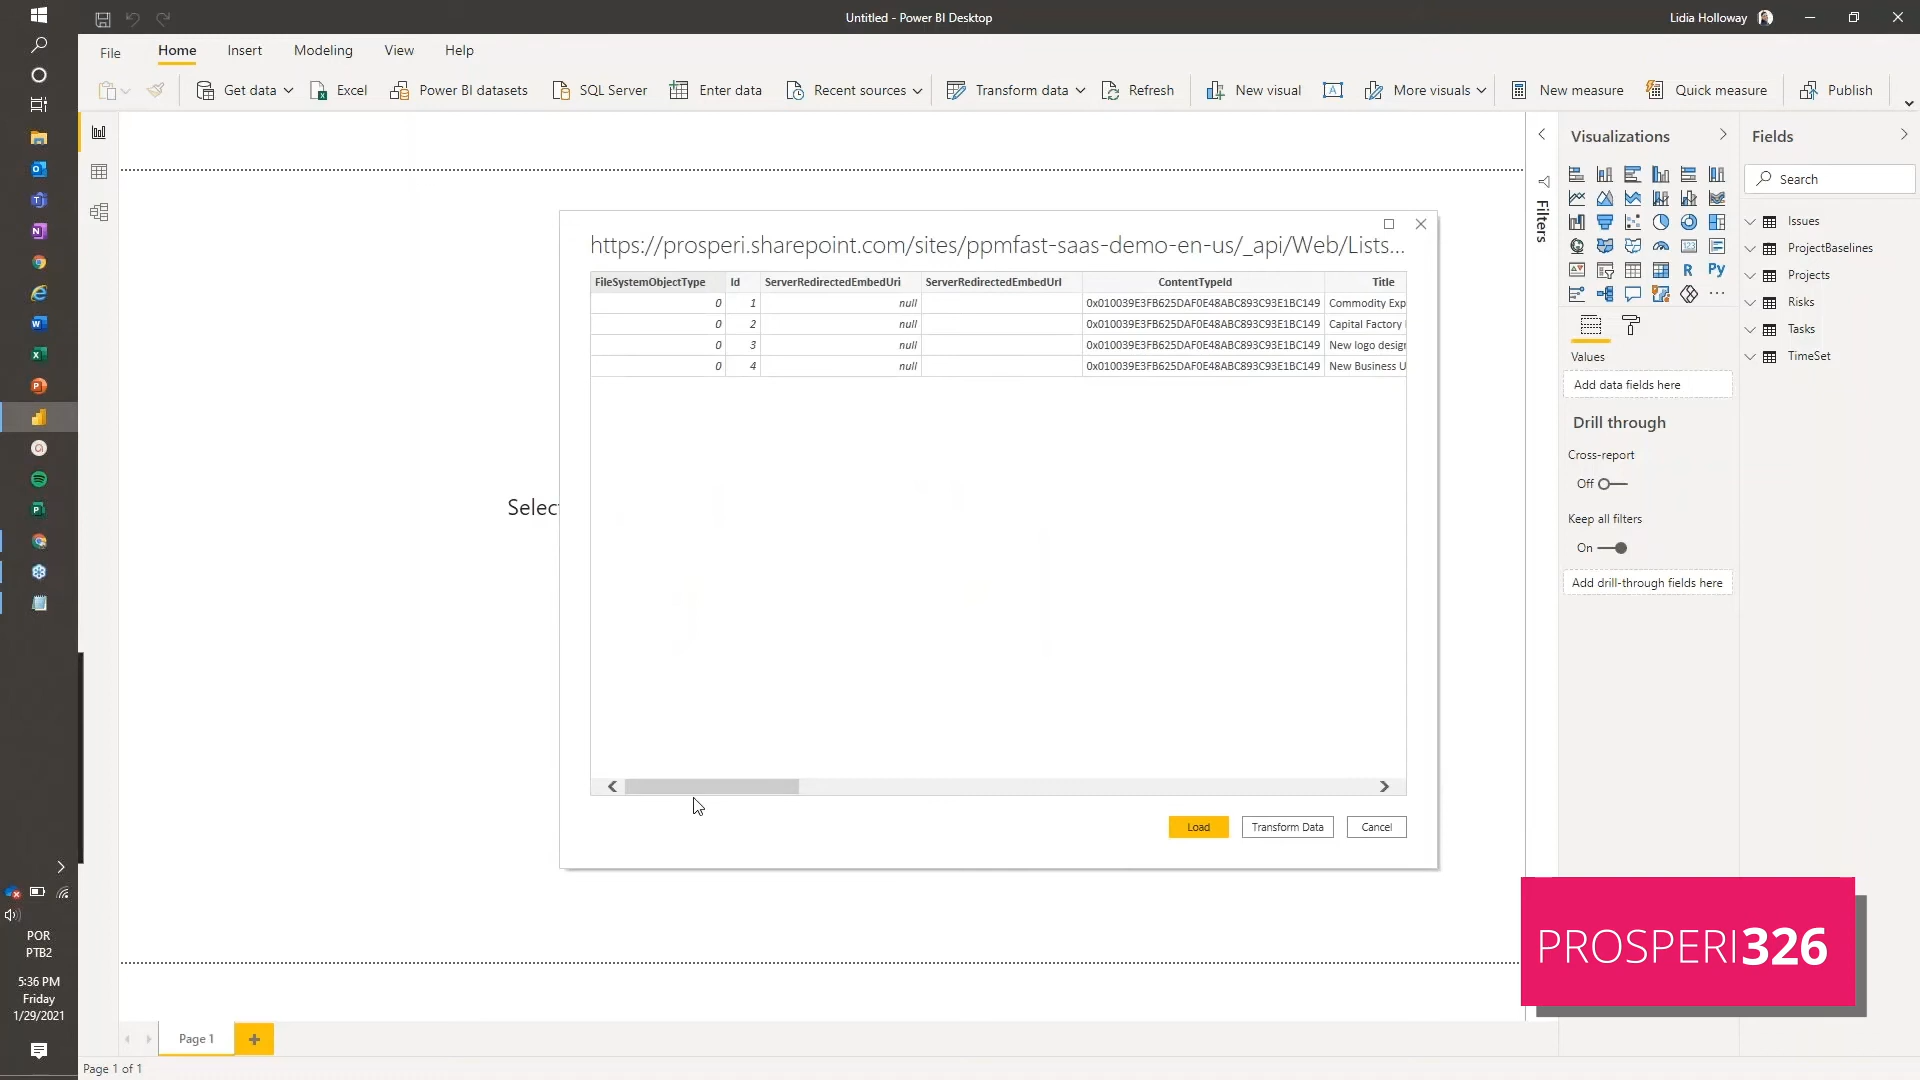 Untitled - Power BI Desktop
Lidia Holloway
File
Home
Insert
Modeling
View
Help
Get data
Excel
Power BI datasets
SQL Server
Enter data
Recent sources
Transform data
Refresh
New visual
More visuals
New measure
Quick measure
Publish
Filters
Visualizations
Fields
Search
Issues
ProjectBaselines
Projects
Risks
Tasks
TimeSet
R
Py
123
Values
Add data fields here
Drill through
Cross-report
Off
Keep all filters
On
Add drill-through fields here
Selec
https://prosperi.sharepoint.com/sites/ppmfast-saas-demo-en-us/_api/Web/Lists...
FileSystemObjectType Id ServerRedirectedEmbedUri ServerRedirectedEmbedUrl ContentTypeId Title
0 1 null 0x010039E3FB625DAF0E48ABC893C93E1BC149 Commodity Exp
0 2 null 0x010039E3FB625DAF0E48ABC893C93E1BC149 Capital Factory
0 3 null 0x010039E3FB625DAF0E48ABC893C93E1BC149 New logo desig
0 4 null 0x010039E3FB625DAF0E48ABC893C93E1BC149 New Business U
Load
Transform Data
Cancel
PROSPERI326
POR
PTB2
5:36 PM
Friday
1/29/2021
Page 1
Page 1 of 1